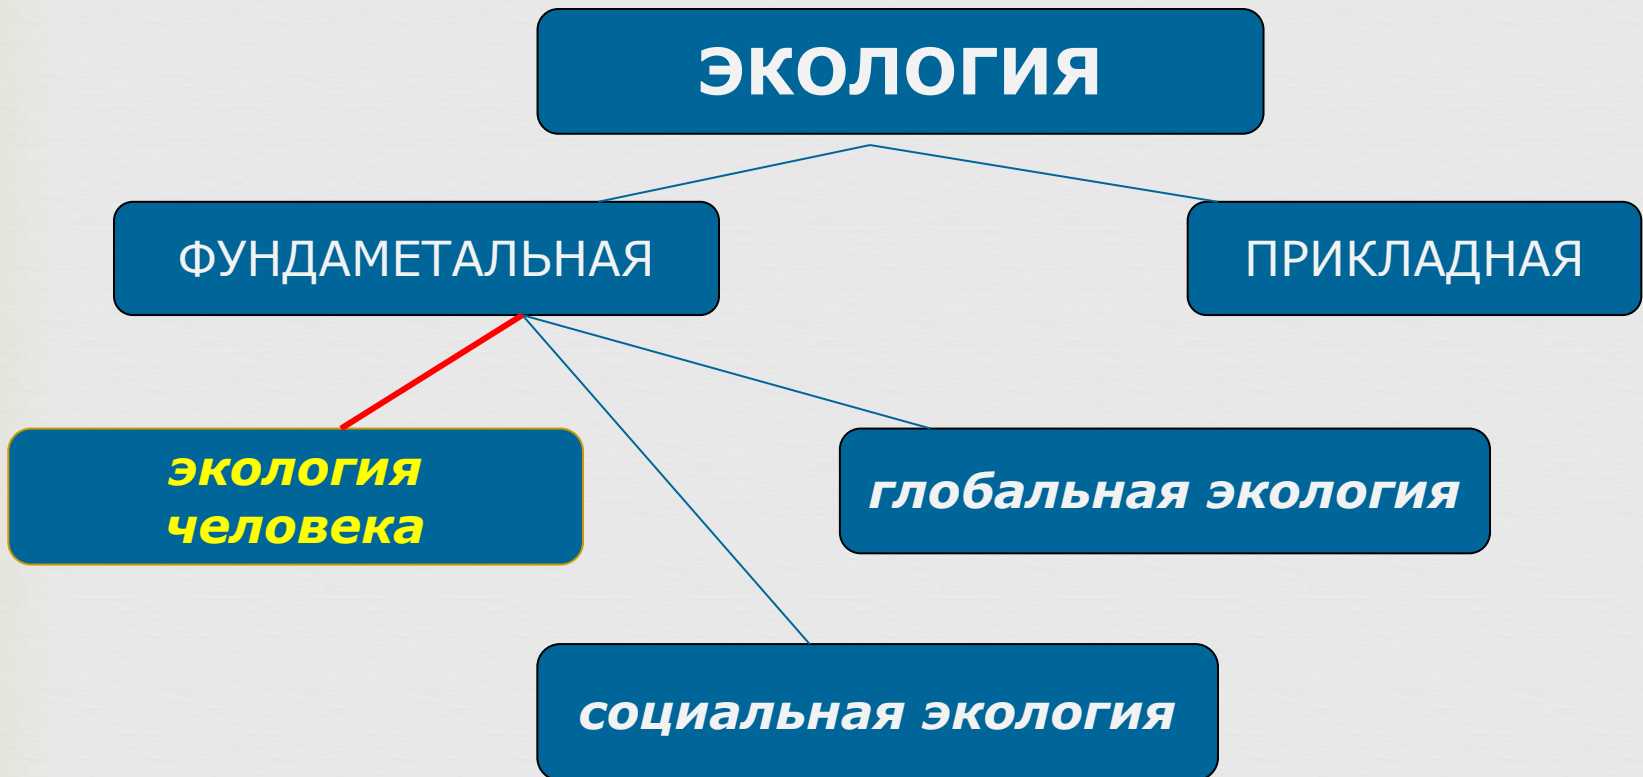 ЭКОЛОГИЯ
ФУНДАМЕТАЛЬНАЯ
ПРИКЛАДНАЯ
экология
человека
глобальная экология
социальная экология